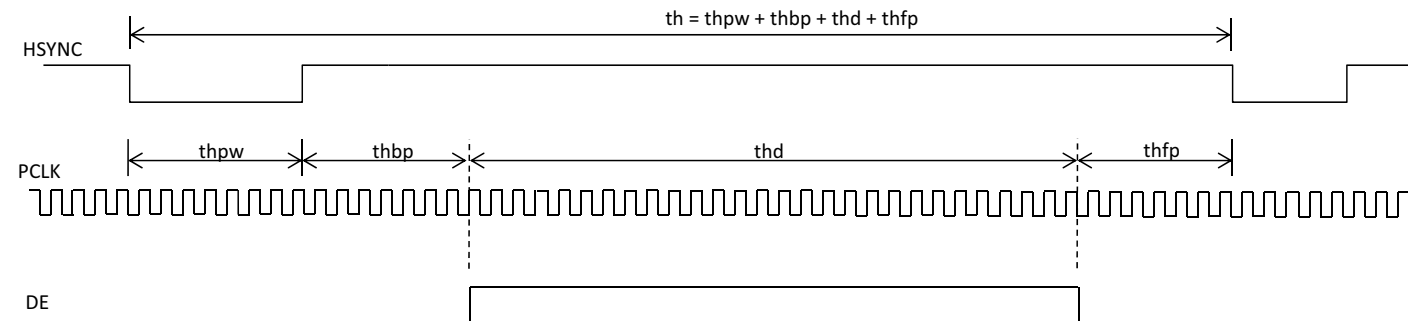 th = thpw + thbp + thd + thfp
HSYNC
thpw thbp thd thfp
PCLK
DE